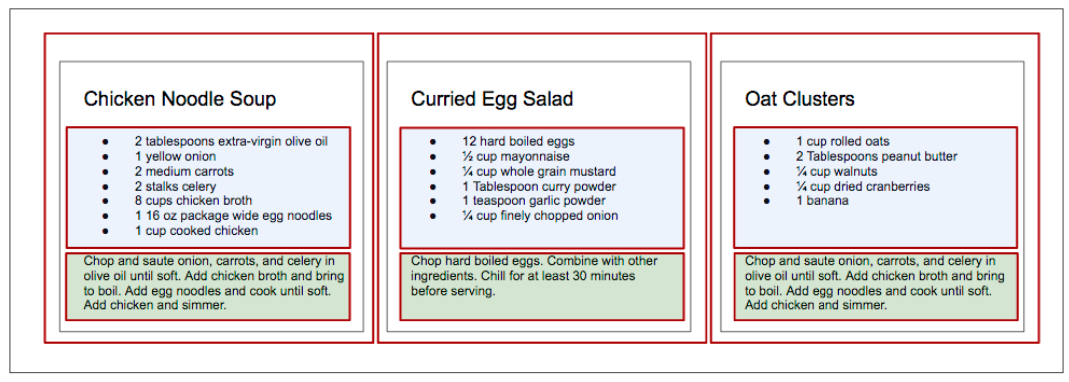 Chicken Noodle Soup
● 2 tablespoons extra-virgin olive oil
● 1 yellow onion
● 2 medium carrots
● 2 stalks celery
● 8 cups chicken broth
● 1 16 oz package wide egg noodles
● 1 cup cooked chicken
Chop and saute onion, carrots, and celery in
olive oil until soft. Add chicken broth and bring
to boil. Add egg noodles and cook until soft.
Add chicken and simmer.
Curried Egg Salad
● 12 hard boiled eggs
● ½ cup mayonnaise
● ¼ cup whole grain mustard
● 1 Tablespoon curry powder
● 1 teaspoon garlic powder
● ¼ cup finely chopped onion
Chop hard boiled eggs. Combine with other
ingredients. Chill for at least 30 minutes
before serving.
Oat Clusters
● 1 cup rolled oats
● 2 Tablespoons peanut butter
● ¼ cup walnuts
● ¼ cup dried cranberries
● 1 banana
Chop and saute onion, carrots, and celery in
olive oil until soft. Add chicken broth and bring
to boil. Add egg noodles and cook until soft.
Add chicken and simmer.